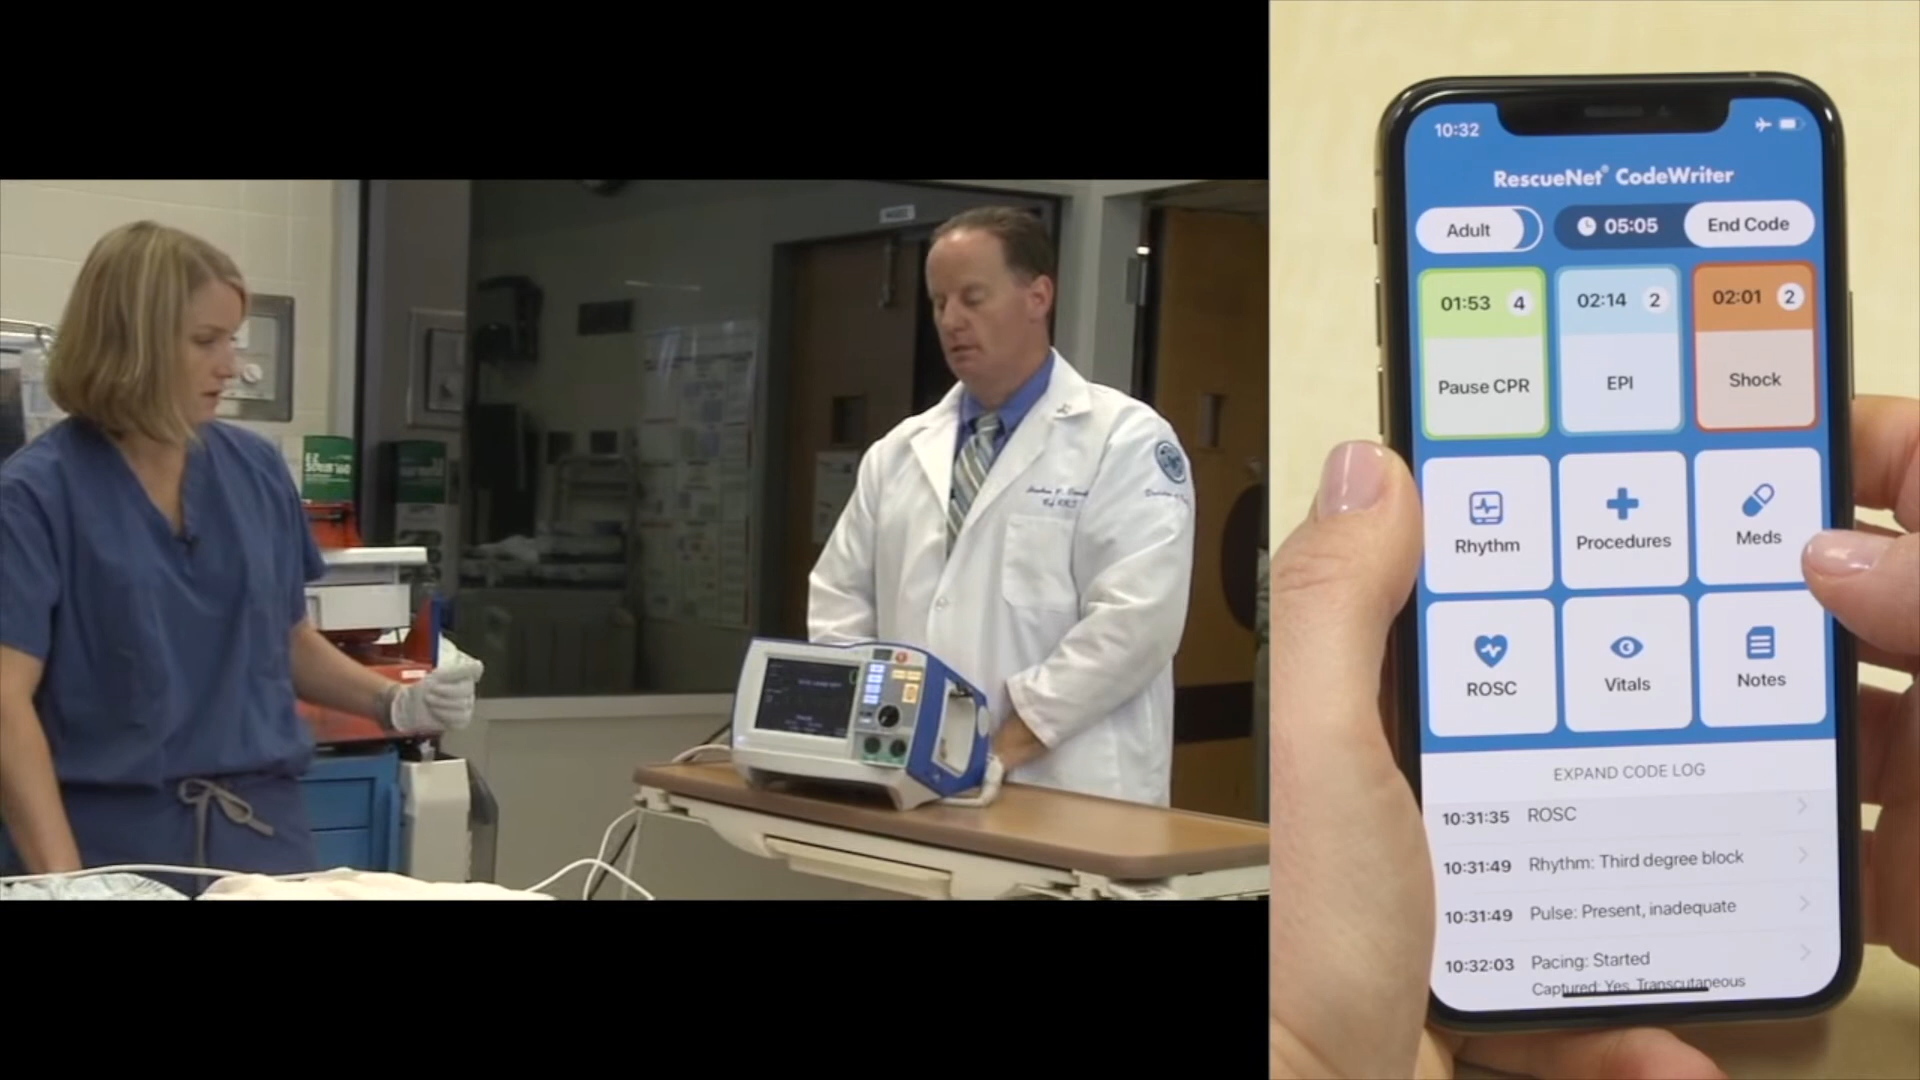 10:32
RescueNet® CodeWriter
Adult
05:05
End Code
01:53 4
02:14 2
02:01 2
Pause CPR
EPI
Shock
Rhythm
Procedures
Meds
ROSC
Vitals
Notes
EXPAND CODE LOG
10:31:35 ROSC
10:31:49 Rhythm: Third degree block
10:31:49 Pulse: Present, inadequate
10:32:03 Pacing: Started
Captured: Yes, Transcutaneous